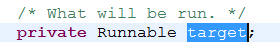 /* What will be run. */
private Runnable target;